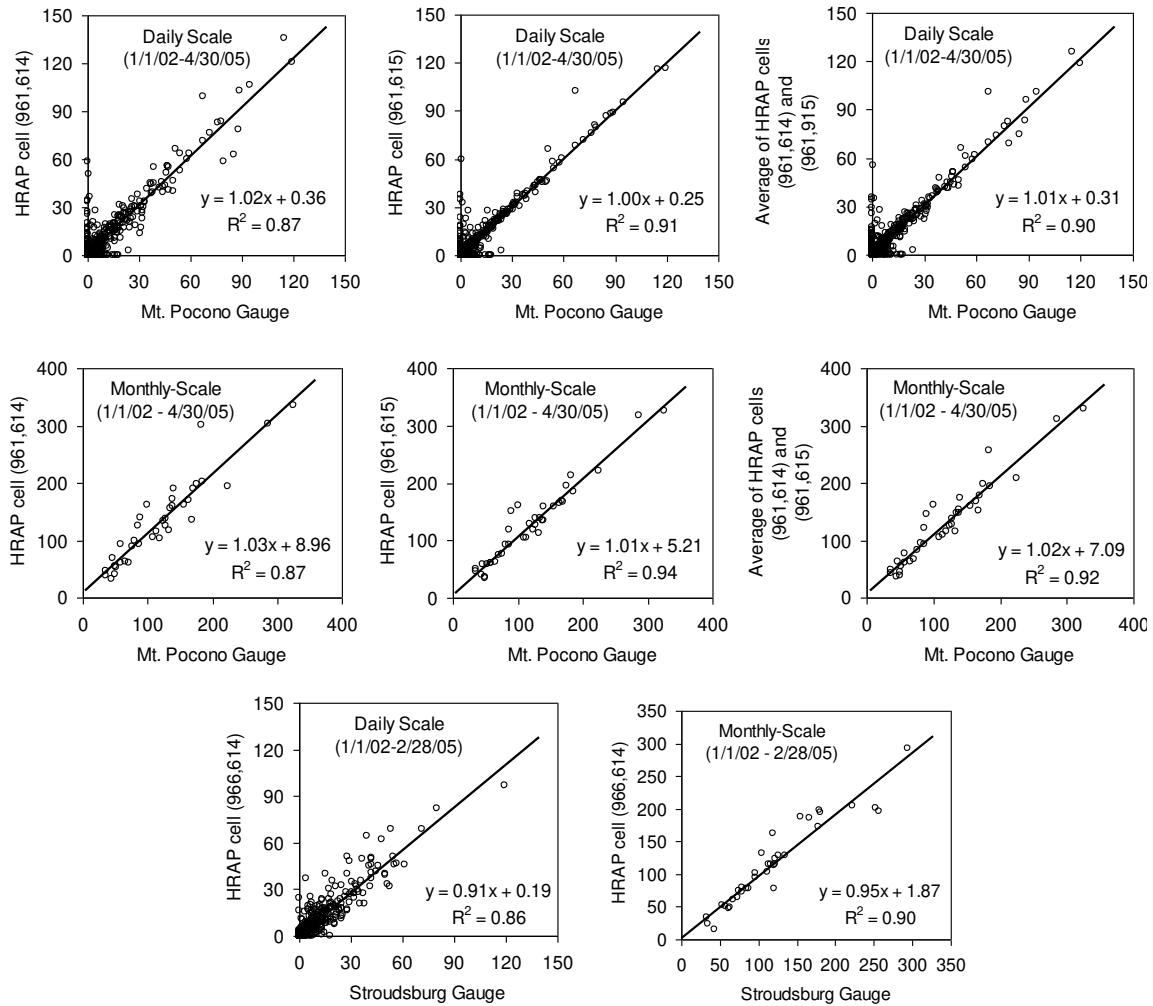 HRAP cell (961,614)
150
120
90
60
30
0
Daily Scale
(1/1/02-4/30/05)
y = 1.02x + 0.36
R² = 0.87
0 30 60 90 120 150
Mt. Pocono Gauge
HRAP cell (961,615)
150
120
90
60
30
0
Daily Scale
(1/1/02-4/30/05)
y = 1.00x + 0.25
R² = 0.91
0 30 60 90 120 150
Mt. Pocono Gauge
Average of HRAP cells
(961,614) and
(961,915)
150
120
90
60
30
0
Daily Scale
(1/1/02-4/30/05)
y = 1.01x + 0.31
R² = 0.90
0 30 60 90 120 150
Mt. Pocono Gauge
HRAP cell (961,614)
400
300
200
100
0
Monthly-Scale
(1/1/02 - 4/30/05)
y = 1.03x + 8.96
R² = 0.87
0 100 200 300 400
Mt. Pocono Gauge
HRAP cell (961,615)
400
300
200
100
0
Monthly-Scale
(1/1/02 - 4/30/05)
y = 1.01x + 5.21
R² = 0.94
0 100 200 300 400
Mt. Pocono Gauge
Average of HRAP cells
(961,614) and
(961,615)
400
300
200
100
0
Monthly-Scale
(1/1/02 - 4/30/05)
y = 1.02x + 7.09
R² = 0.92
0 100 200 300 400
Mt. Pocono Gauge
HRAP cell (966,614)
150
120
90
60
30
0
Daily Scale
(1/1/02-2/28/05)
y = 0.91x + 0.19
R² = 0.86
0 30 60 90 120 150
Stroudsburg Gauge
HRAP cell (966,614)
350
300
250
200
150
100
50
0
Monthly-Scale
(1/1/02 - 2/28/05)
y = 0.95x + 1.87
R² = 0.90
0 50 100 150 200 250 300 350
Stroudsburg Gauge